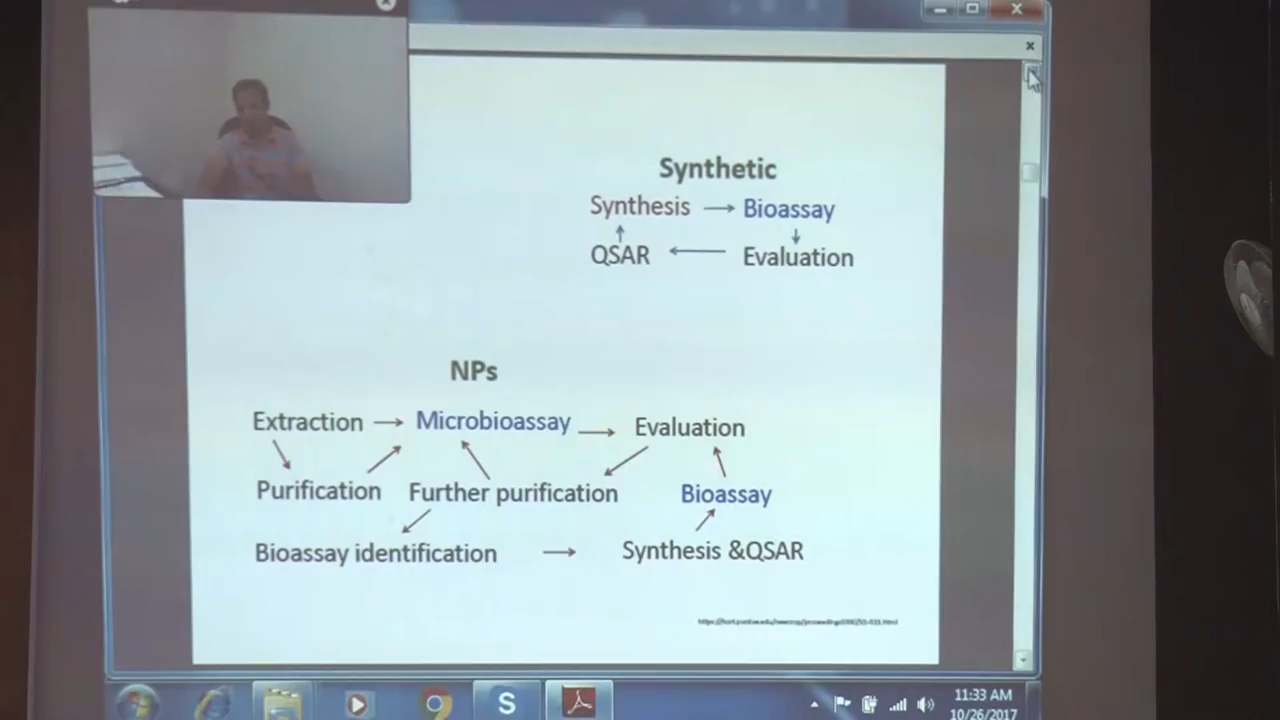 Synthetic
Synthesis → Bioassay
↑ ↓
QSAR ← Evaluation
NPs
Extraction → Microbioassay → Evaluation
Purification Further purification Bioassay
Bioassay identification → Synthesis &QSAR
S
11:33 AM
10/26/2017